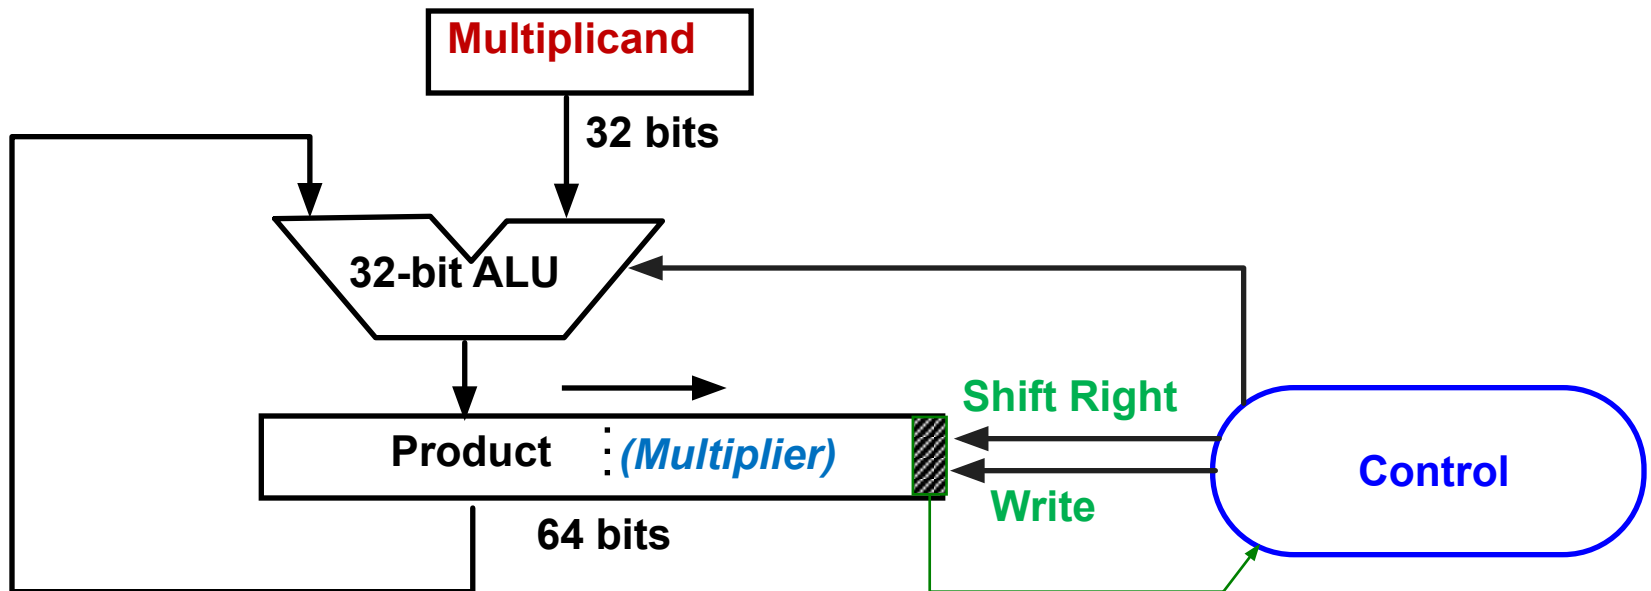 Multiplicand
32 bits
32-bit ALU
Shift Right
Product
(Multiplier)
Control
Write
64 bits